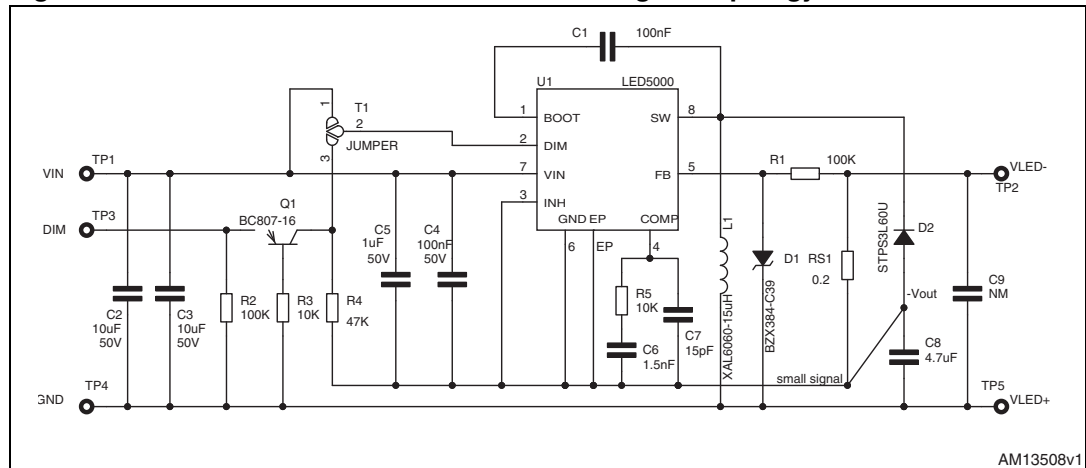 C1
100nF
U1
LED5000
1
BOOT
SW
8
2
DIM
7
VIN
FB
5
3
INH
GND EP
COMP
6
EP
4
1
T1
2
JUMPER
3
TP1
VIN
TP3
DIM
Q1
BC807-16
C5
1uF
50V
C4
100nF
50V
R1
100K
VLED-
TP2
L1
XAL6060-15uH
D1
BZX384-C39
RS1
0.2
D2
STPS3L60U
-Vout
C9
NM
C2
10uF
50V
C3
10uF
50V
R2
100K
R3
10K
R4
47K
R5
10K
C7
15pF
C6
1.5nF
C8
4.7uF
small signal
TP4
TP5
VLED+
AM13508v1